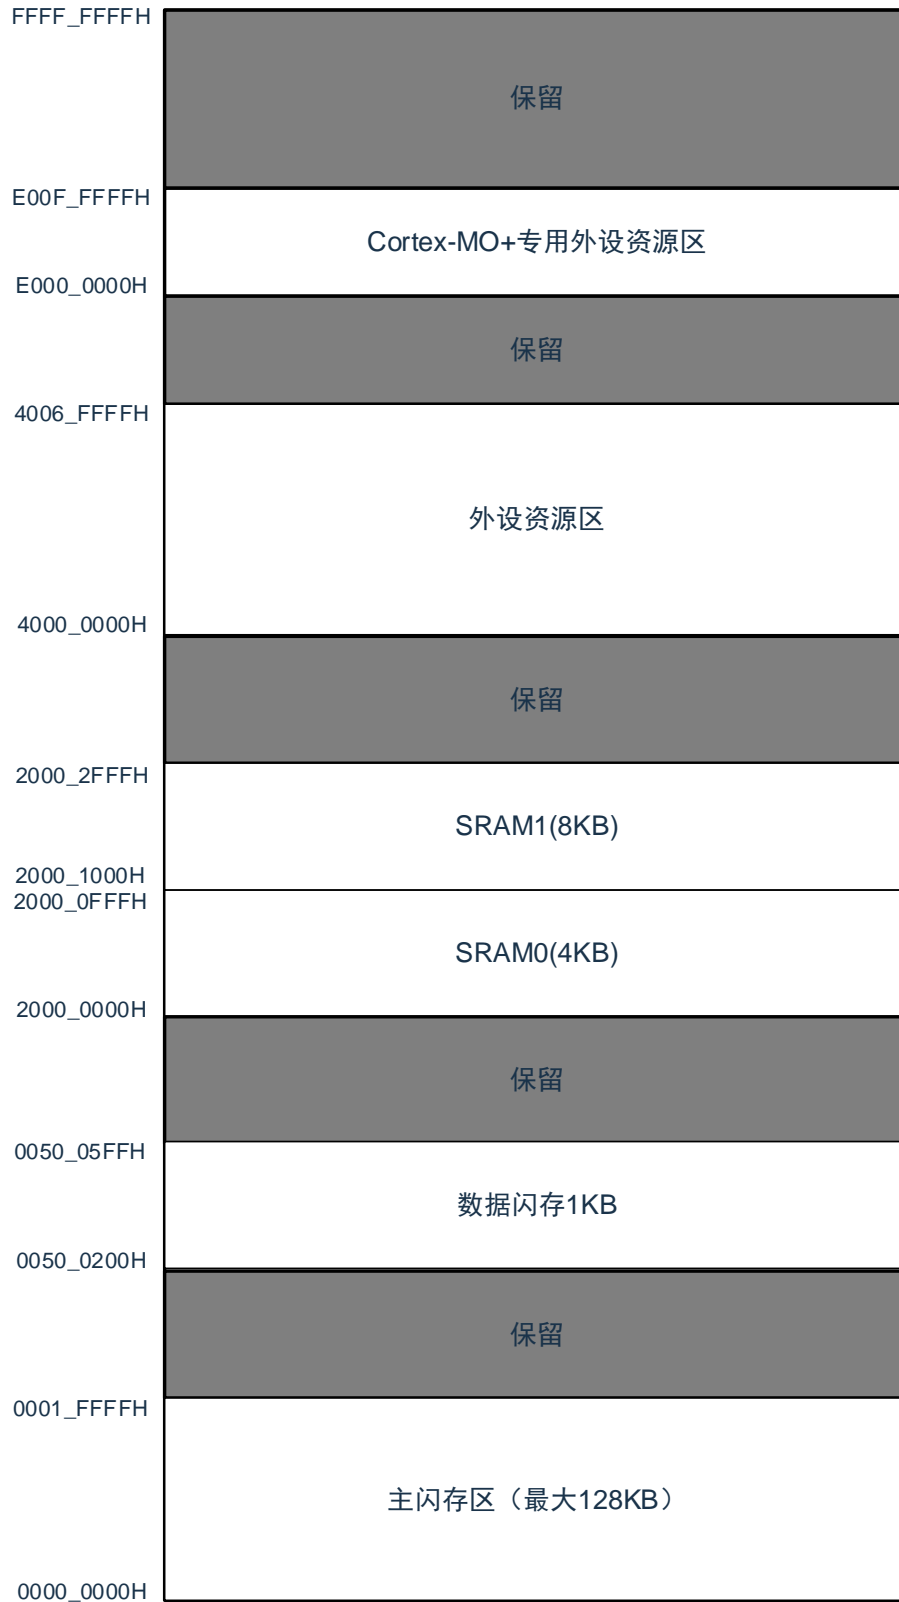 FFFF_FFFFH
保留
E00F_FFFFH
Cortex-MO+专用外设资源区
E000_0000H
保留
4006_FFFFH
外设资源区
4000_0000H
保留
2000_2FFFH
SRAM1(8KB)
2000_1000H
2000_0FFFH
SRAM0(4KB)
2000_0000H
保留
0050_05FFH
数据闪存1KB
0050_0200H
保留
0001_FFFFH
主闪存区（最大128KB）
0000_0000H